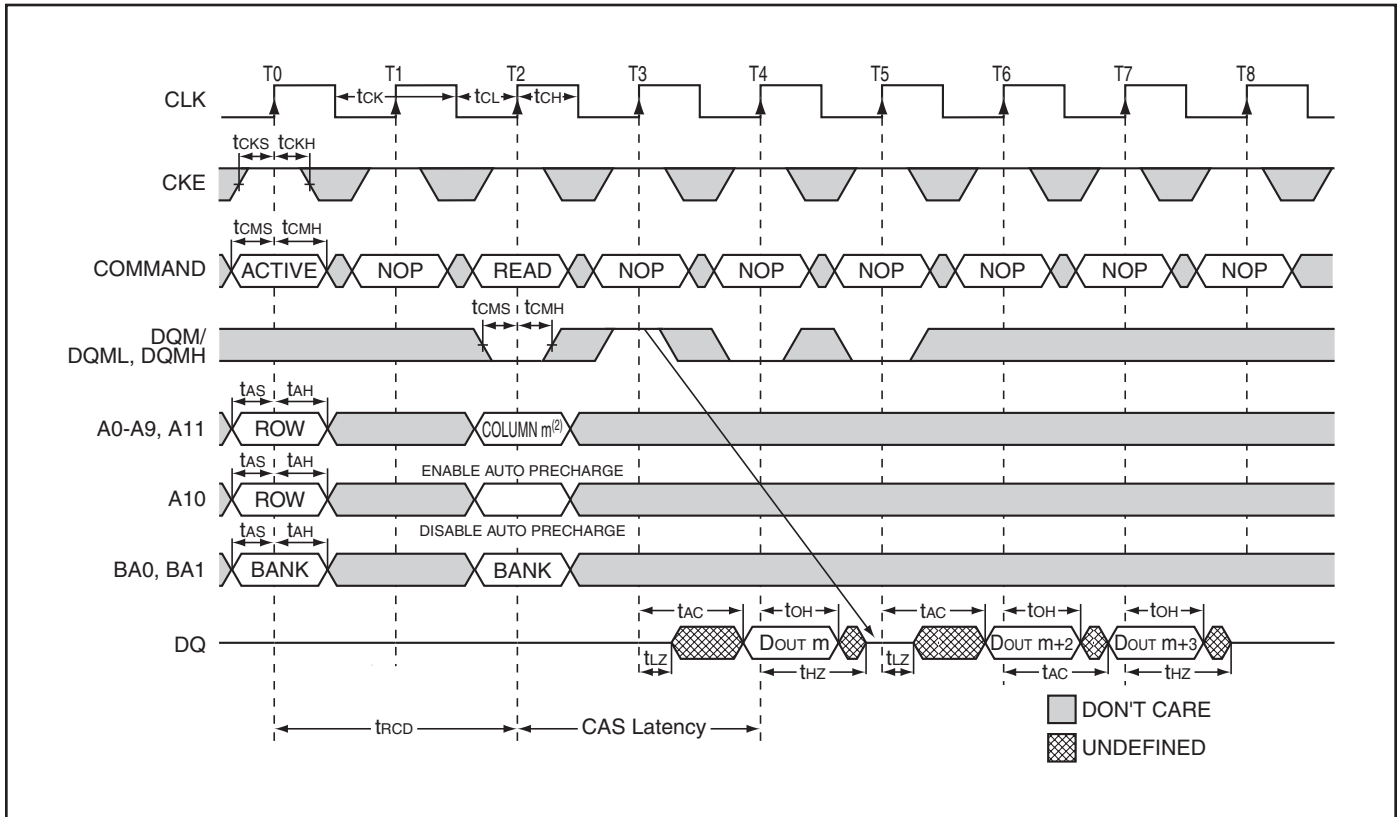 T0 T1 T2 T3 T4 T5 T6 T7 T8
CLK
tCK tCL tCH
tCKS tCKH
CKE
tCMS tCMH
COMMAND ACTIVE NOP READ NOP NOP NOP NOP NOP NOP
tCMS tCMH
DQM/
DQML, DQMH
tAS tAH
A0-A9, A11 ROW COLUMN m(2)
tAS tAH ENABLE AUTO PRECHARGE
A10 ROW
tAS tAH DISABLE AUTO PRECHARGE
BA0, BA1 BANK BANK
tAC tOH tAC tOH tOH
DQ DOUT m DOUT m+2 DOUT m+3
tLZ tHZ tLZ tAC tHZ
tRCD CAS Latency
DON'T CARE
UNDEFINED